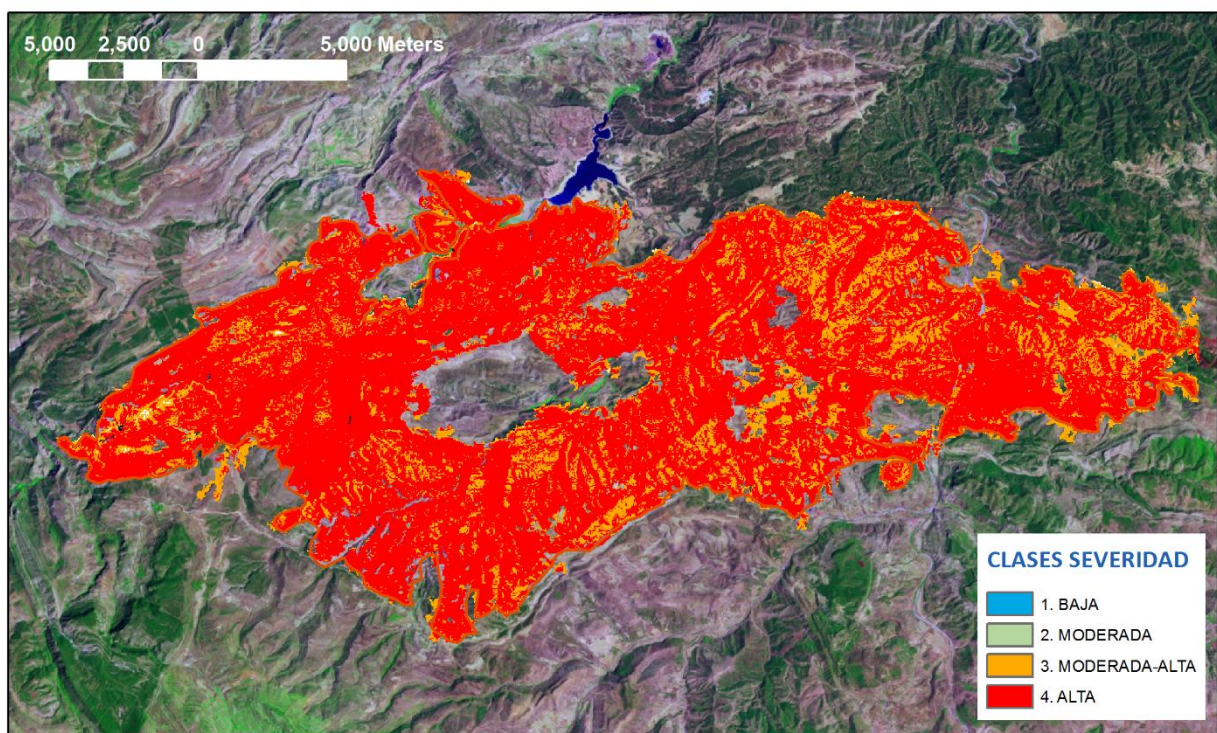 5,000 2,500 0 5,000 Meters
CLASES SEVERIDAD
1. BAJA
2. MODERADA
3. MODERADA-ALTA
4. ALTA